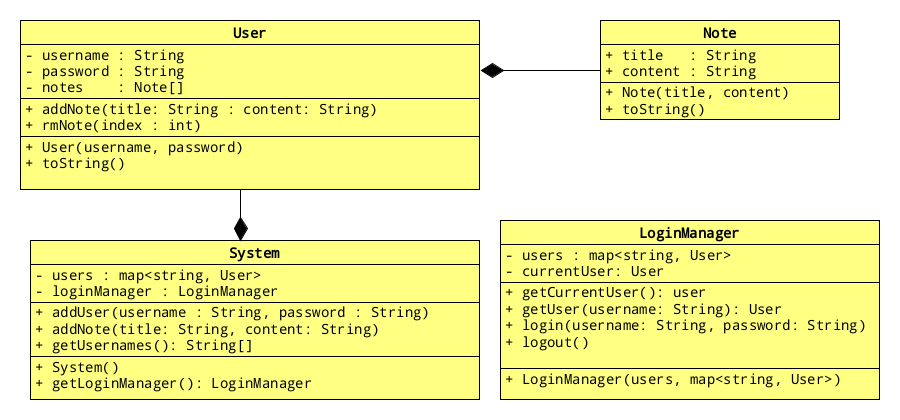 User
- username : String
- password : String
- notes    : Note[]
+ addNote(title: String : content: String)
+ rmNote(index : int)
+ User(username, password)
+ toString()
Note
+ title   : String
+ content : String
+ Note(title, content)
+ toString()
System
- users : map<string, User>
- loginManager : LoginManager
+ addUser(username : String, password : String)
+ addNote(title: String, content: String)
+ getUsernames(): String[]
+ System()
+ getLoginManager(): LoginManager
LoginManager
- users : map<string, User>
- currentUser: User
+ getCurrentUser(): user
+ getUser(username: String): User
+ login(username: String, password: String)
+ logout()
+ LoginManager(users, map<string, User>)